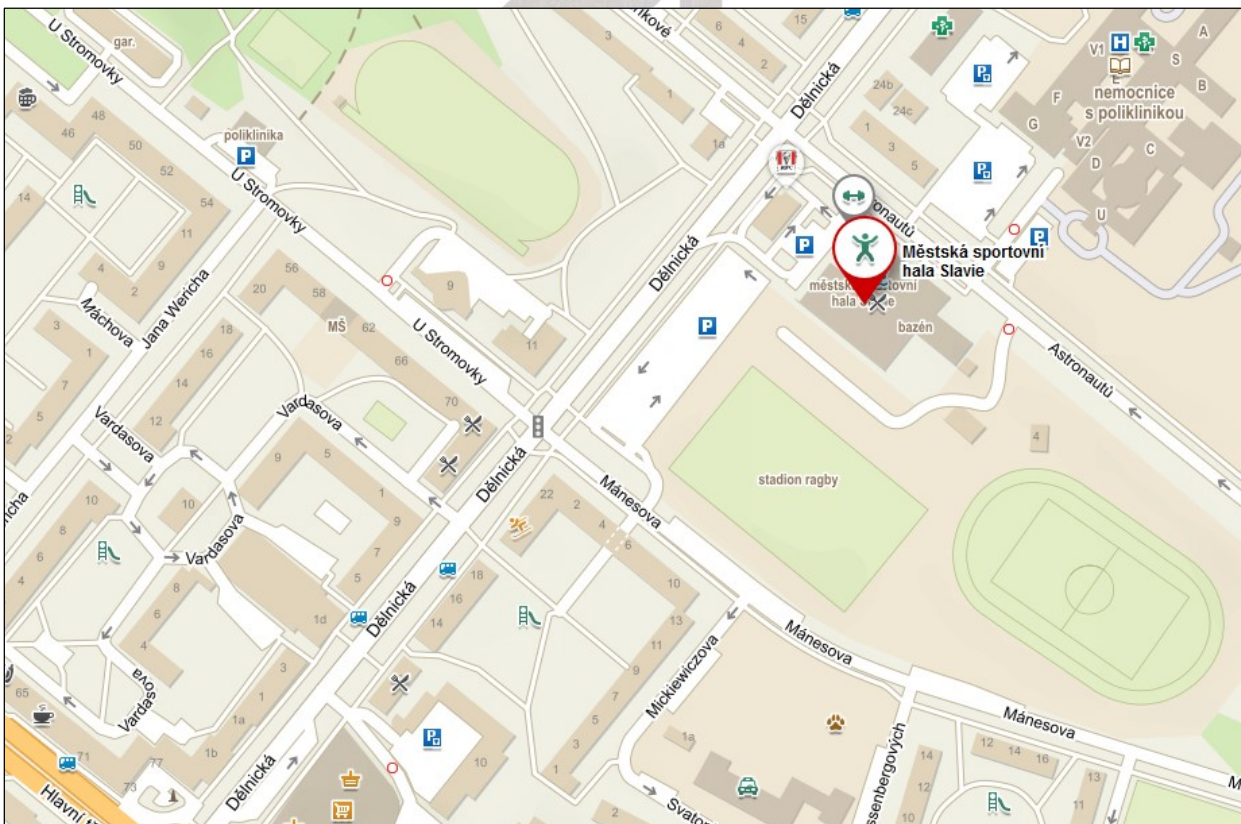 U Stromovky
gar.
nkové
3
6
4
2
15
1
1a
Dělnická
24b
24c
1
3
5
V1
H
A
S
E
B
F
nemocnice
s poliklinikou
G
V2
D
C
U
P
P
P
KFC
Astronautů
P
Městská sportovní
hala Slavie
bazén
46
48
50
52
54
poliklinika
P
U Stromovky
14
4
2
9
11
Máchova
Jana Wericha
56
20
58
MŠ
62
66
70
9
11
U Stromovky
Dělnická
P
Astronautů
4
3
1
7
5
2
18
16
14
12
Vardasova
Vardasova
stadion ragby
9
5
1
9
7
5
10
10
8
6
4
Vardasova
Dělnická
22
2
4
6
10
13
11
9
7
5
3
1
Mánesova
8
6
4
1d
Dělnická
18
16
14
Mickiewiczova
Mánesova
Mánesova
Vardasova
3
1
1a
1b
65
71
73
77
Hlavní
Dělnická
P
10
1a
2
14
12
10
12
14
16
13
11